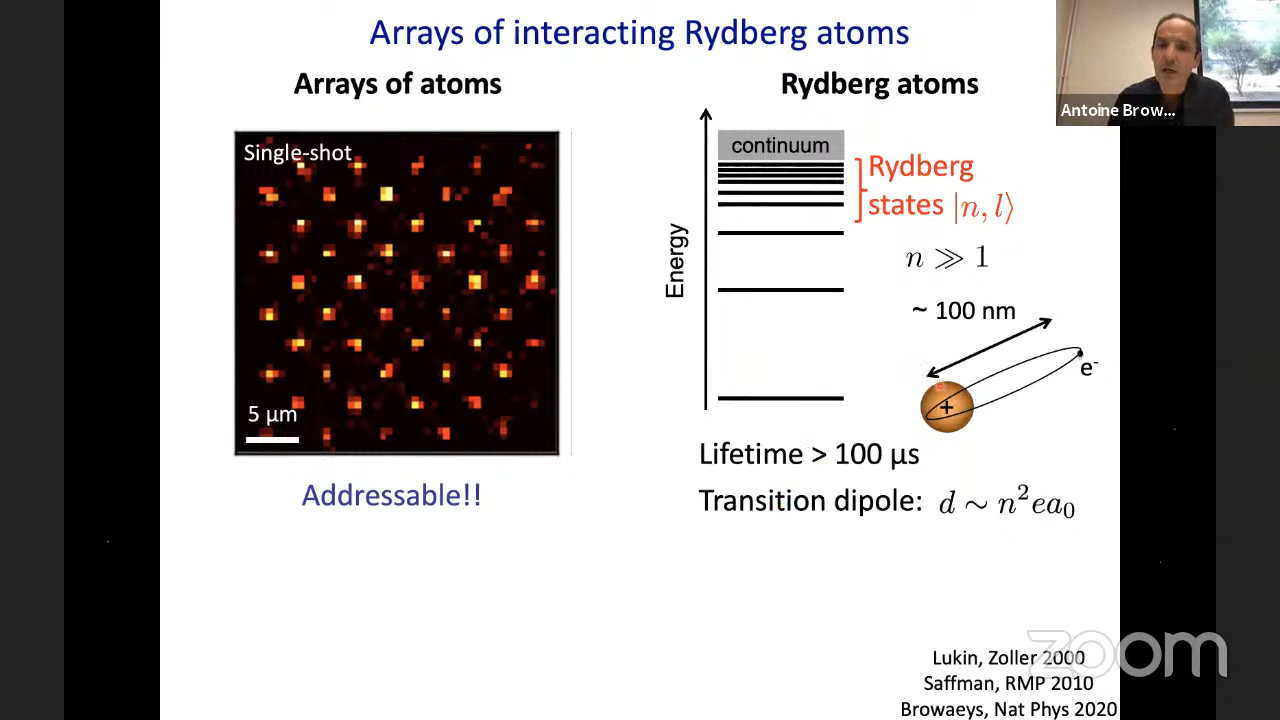 Arrays of interacting Rydberg atoms
Arrays of atoms
Single-shot
5 μm
Addressable!!
Rydberg atoms
Energy
continuum
Rydberg
states |n, l⟩
n ≫ 1
~ 100 nm
e⁻
+
Lifetime > 100 μs
Transition dipole: d ∼ n²ea₀
Lukin, Zoller 2000
Saffman, RMP 2010
Browaeys, Nat Phys 2020
Antoine Brow...
zoom